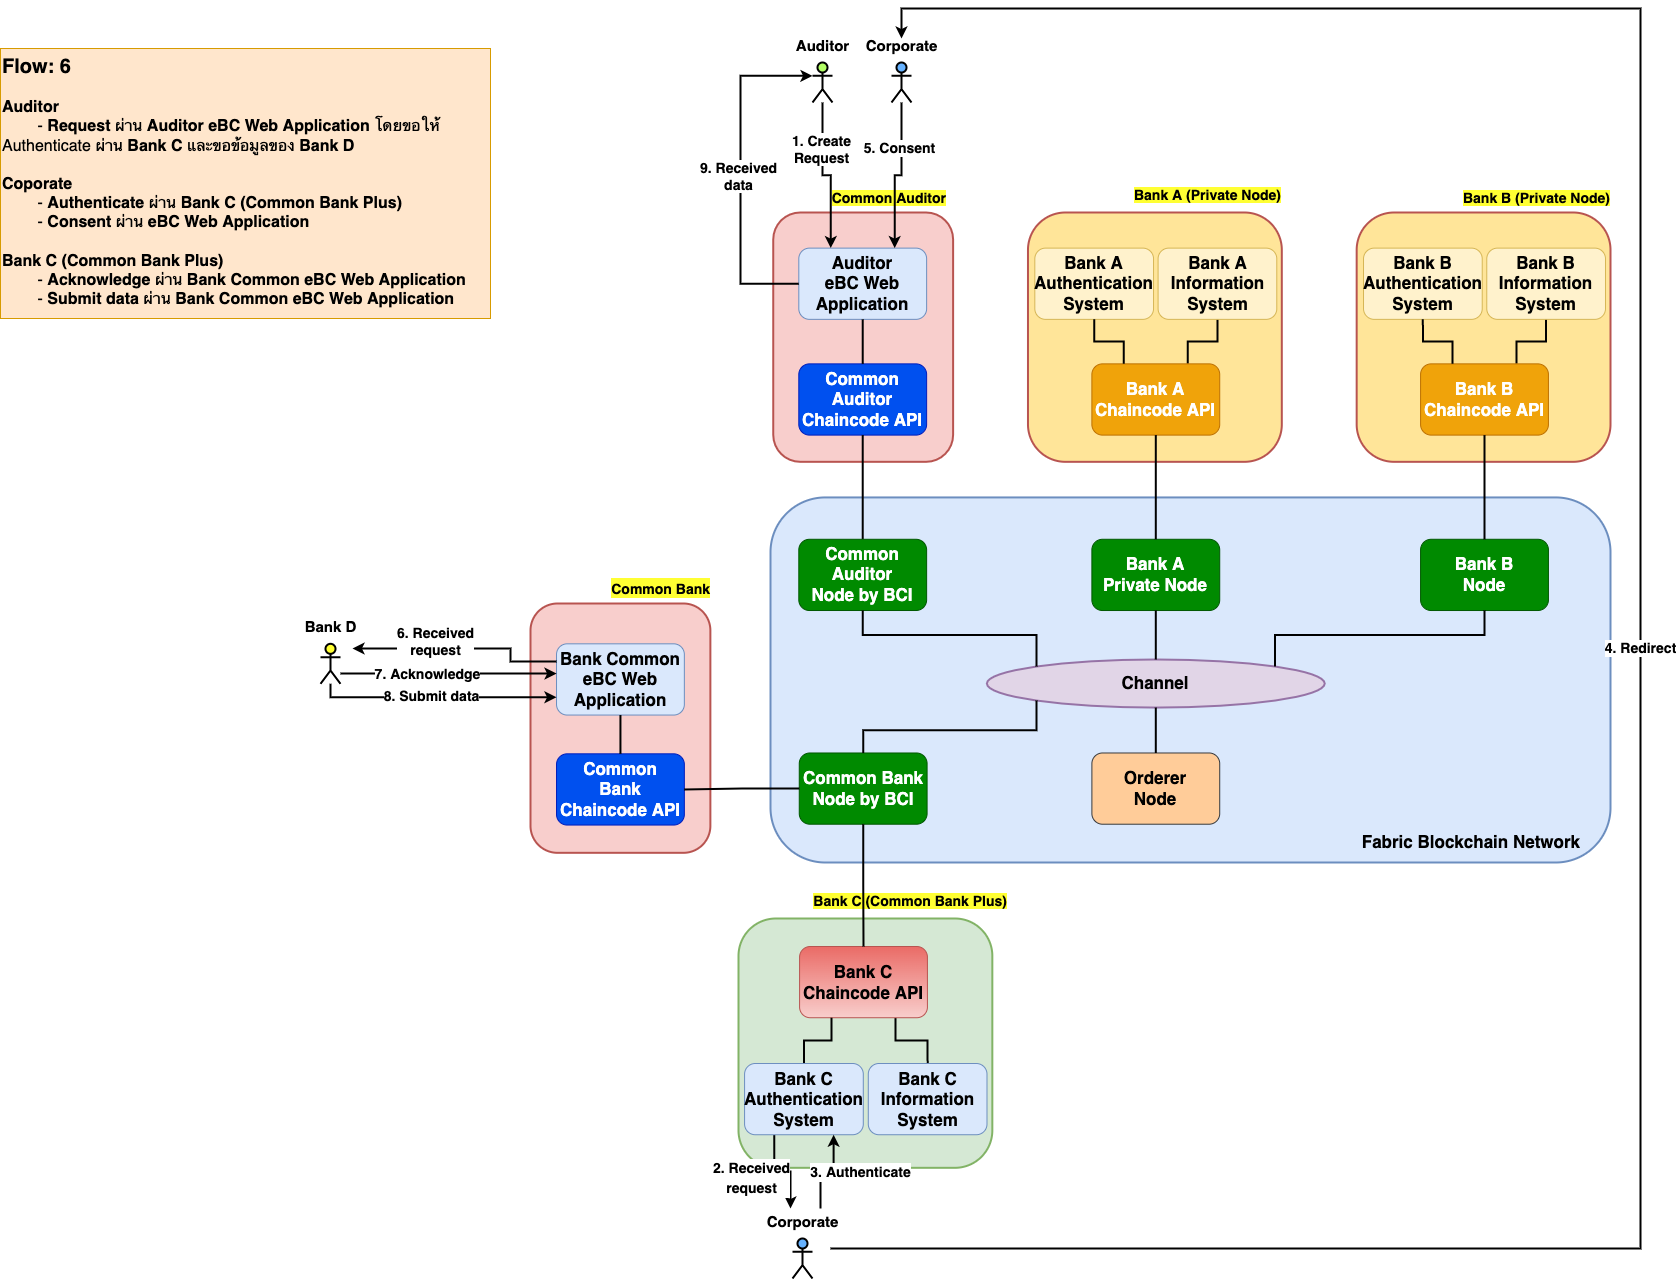 Flow: 6
Auditor
- Request ผ่าน Auditor eBC Web Application โดยขอให้
Authenticate ผ่าน Bank C และขอข้อมูลของ Bank D
Coporate
- Authenticate ผ่าน Bank C (Common Bank Plus)
- Consent ผ่าน eBC Web Application
Bank C (Common Bank Plus)
- Acknowledge ผ่าน Bank Common eBC Web Application
- Submit data ผ่าน Bank Common eBC Web Application
Auditor
Corporate
1. Create
Request
5. Consent
9. Received
data
Common Auditor
Auditor
eBC Web
Application
Common
Auditor
Chaincode API
Bank A (Private Node)
Bank A
Authentication
System
Bank A
Information
System
Bank A
Chaincode API
Bank B (Private Node)
Bank B
Authentication
System
Bank B
Information
System
Bank B
Chaincode API
Common
Auditor
Node by BCI
Bank A
Private Node
Bank B
Node
Channel
Common Bank
Node by BCI
Orderer
Node
Fabric Blockchain Network
4. Redirect
Common Bank
Bank D
6. Received
request
7. Acknowledge
8. Submit data
Bank Common
eBC Web
Application
Common
Bank
Chaincode API
Bank C (Common Bank Plus)
Bank C
Chaincode API
Bank C
Authentication
System
Bank C
Information
System
2. Received
request
3. Authenticate
Corporate